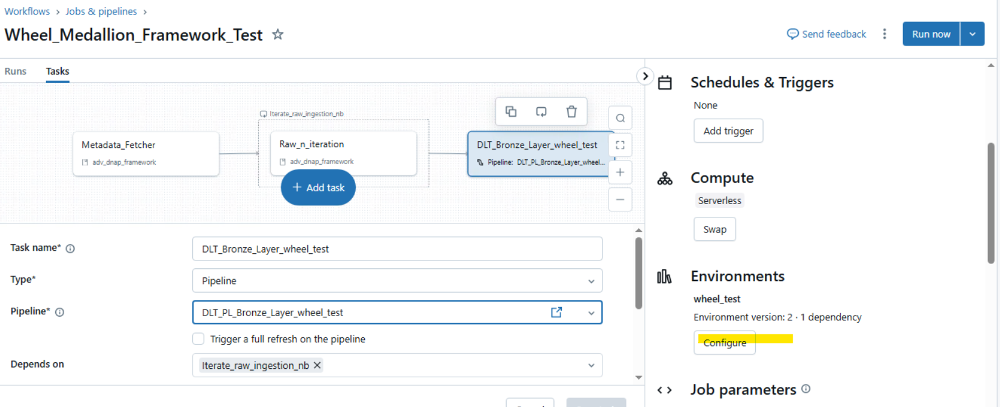 Workflows › Jobs & pipelines ›
Wheel_Medallion_Framework_Test
Send feedback
Run now
Runs Tasks
Iterate_raw_ingestion_nb
Metadata_Fetcher
adv_dnap_framework
Raw_n_iteration
adv_dnap_framework
+ Add task
DLT_Bronze_Layer_wheel_test
Pipeline: DLT_PL_Bronze_Layer_wheel...
Task name*
DLT_Bronze_Layer_wheel_test
Type*
Pipeline
Pipeline*
DLT_PL_Bronze_Layer_wheel_test
Trigger a full refresh on the pipeline
Depends on
Iterate_raw_ingestion_nb
Schedules & Triggers
None
Add trigger
Compute
Serverless
Swap
Environments
wheel_test
Environment version: 2 · 1 dependency
Configure
Job parameters